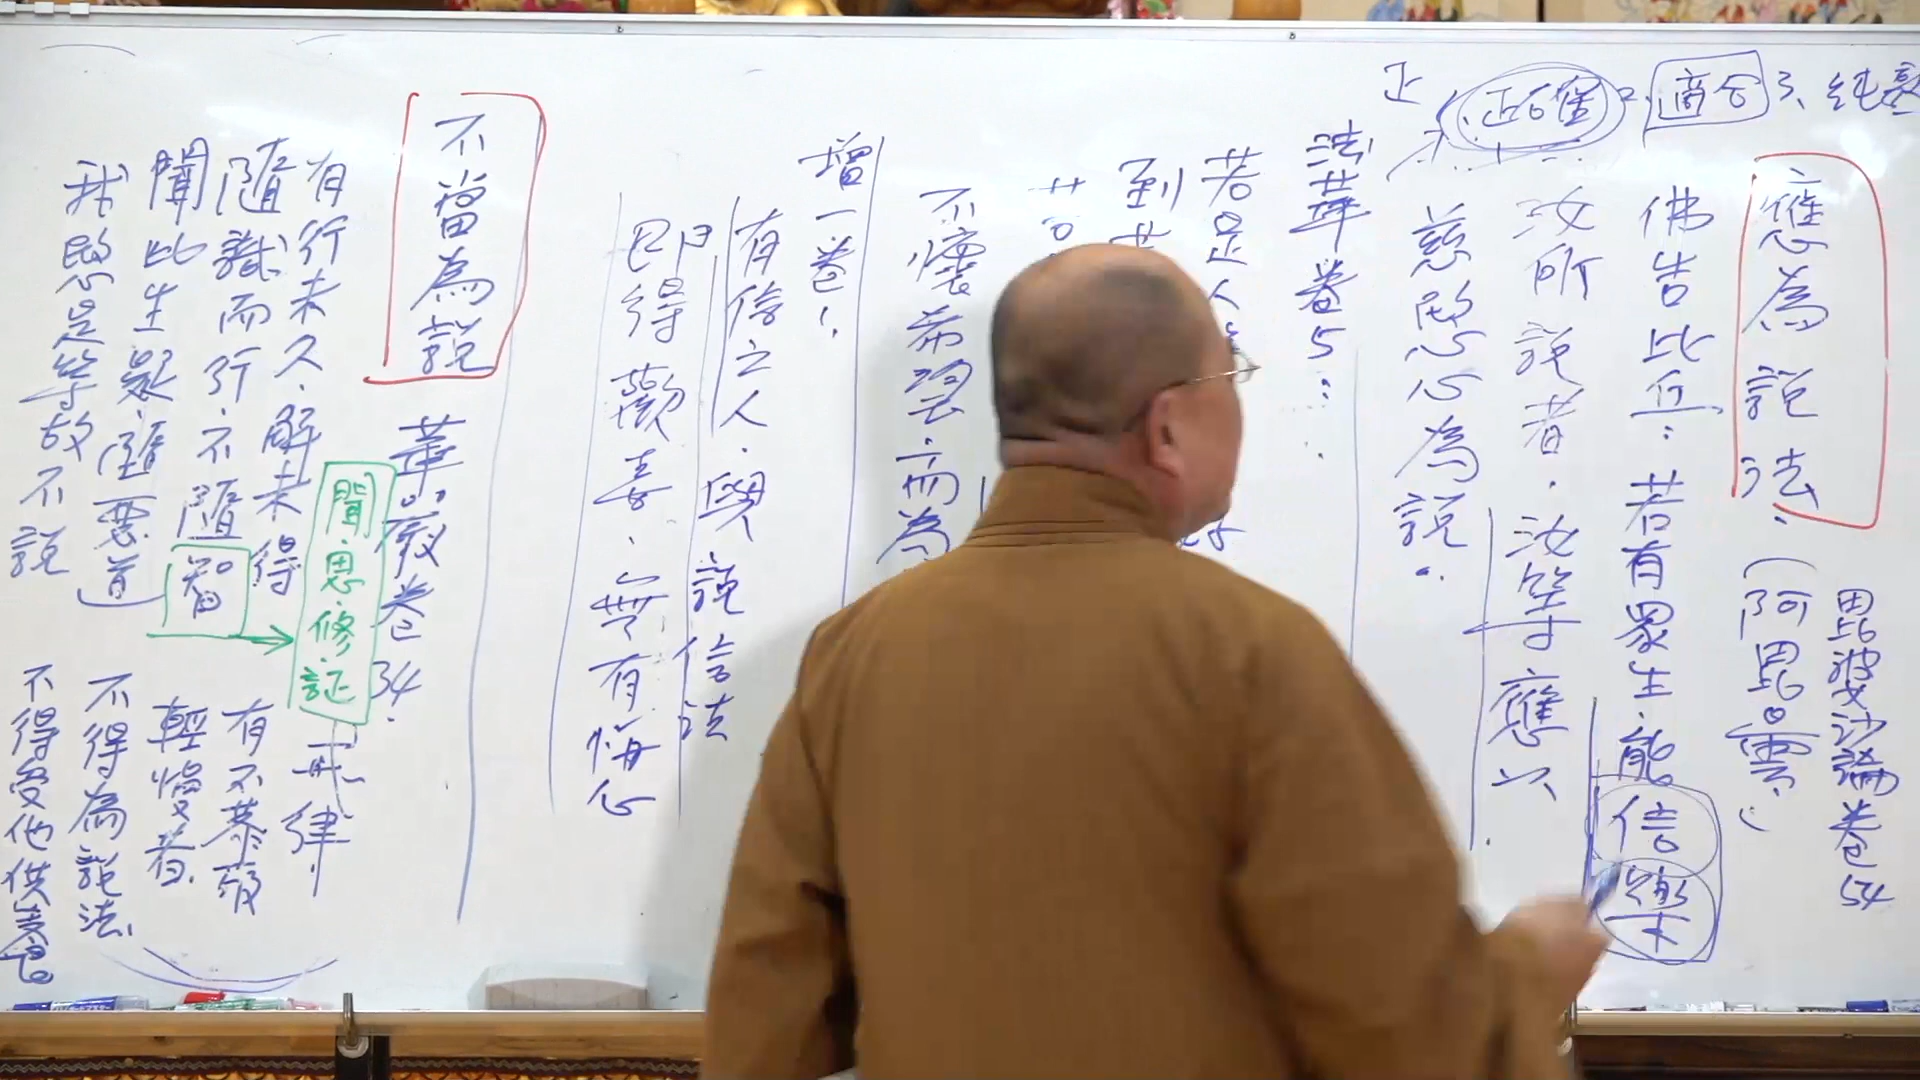 正 1.正確 2.適合 3.純熟
應為說法.
毘婆沙論卷54
(阿毘曇)
佛告比丘:若有眾生能信樂
汝所說者.汝等應以
慈愍心為說.
法華卷5:
若是人
到
不懷希望.而為
增一卷1:
有信之人.與說信法
即得歡喜.無有悔心
不當為說
華嚴卷34.
聞思修証
有行未久.解未得
隨識而行不隨智
聞此生疑墮惡道
我愍是等故不說
戒律.
有不恭敬
輕慢者.
不得為說法.
不得受他供養